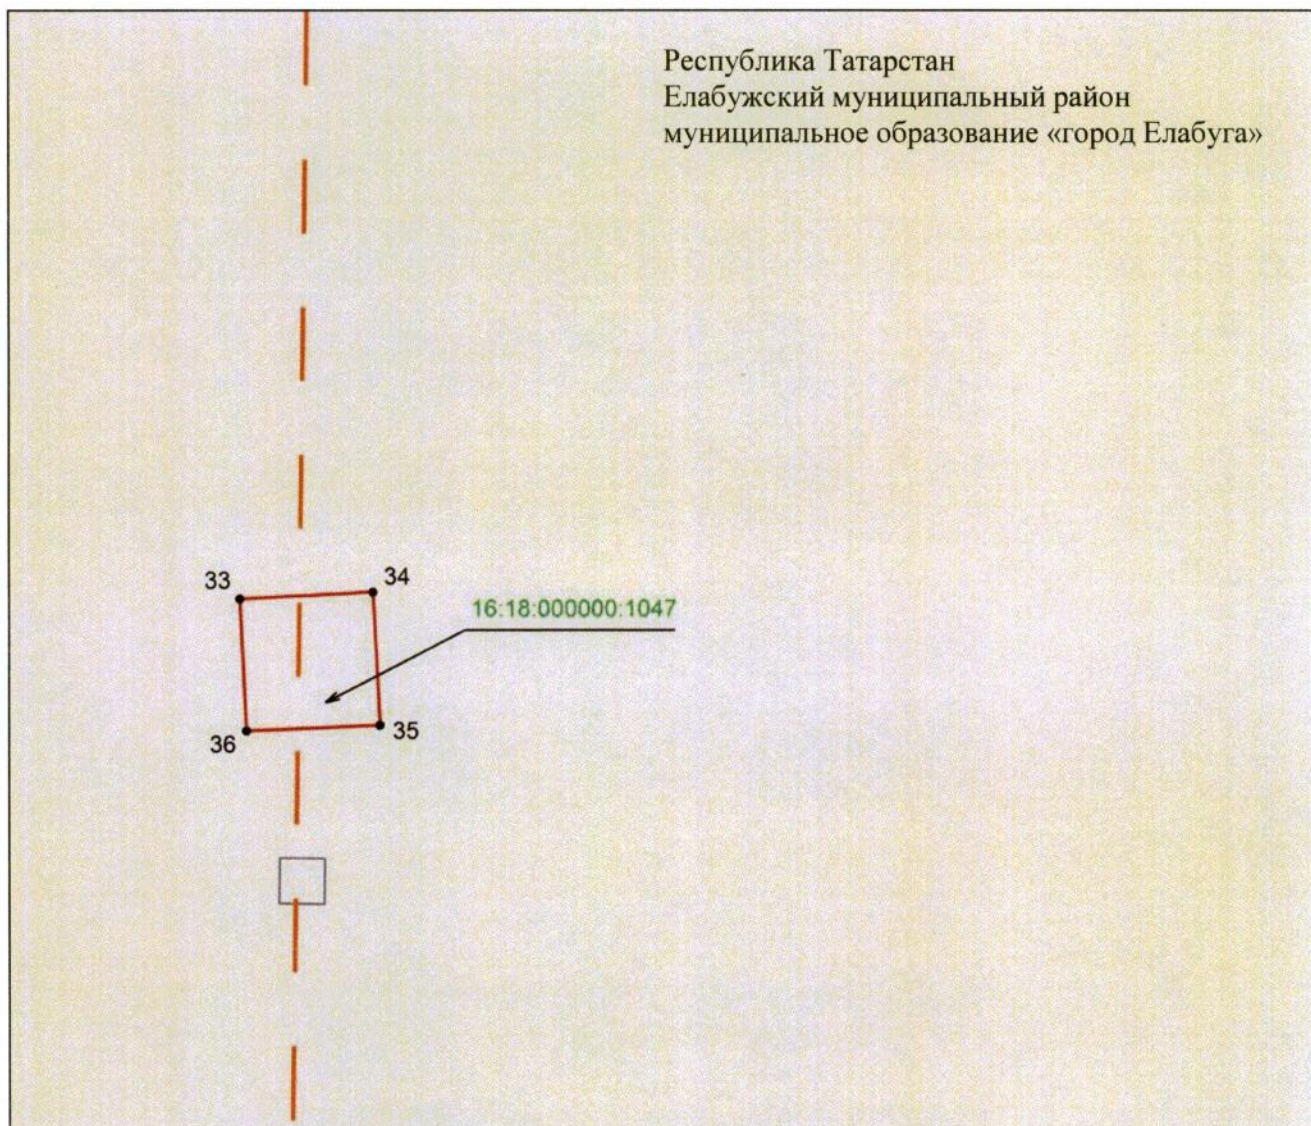 Республика Татарстан
Елабужский муниципальный район
муниципальное образование «город Елабуга»
33
34
16:18:000000:1047
36
35